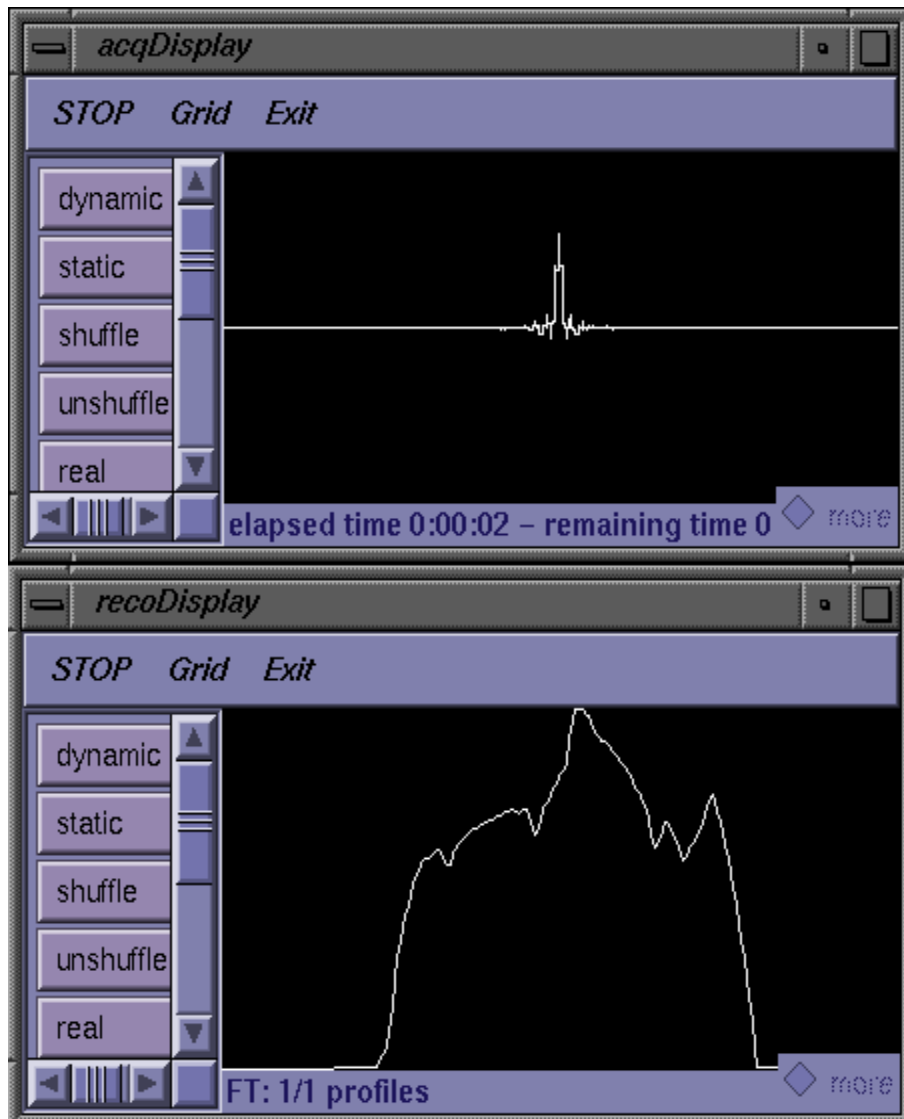 acqDisplay
STOP Grid Exit
dynamic
static
shuffle
unshuffle
real
elapsed time 0:00:02 – remaining time 0
more
recoDisplay
STOP Grid Exit
dynamic
static
shuffle
unshuffle
real
FT: 1/1 profiles
more